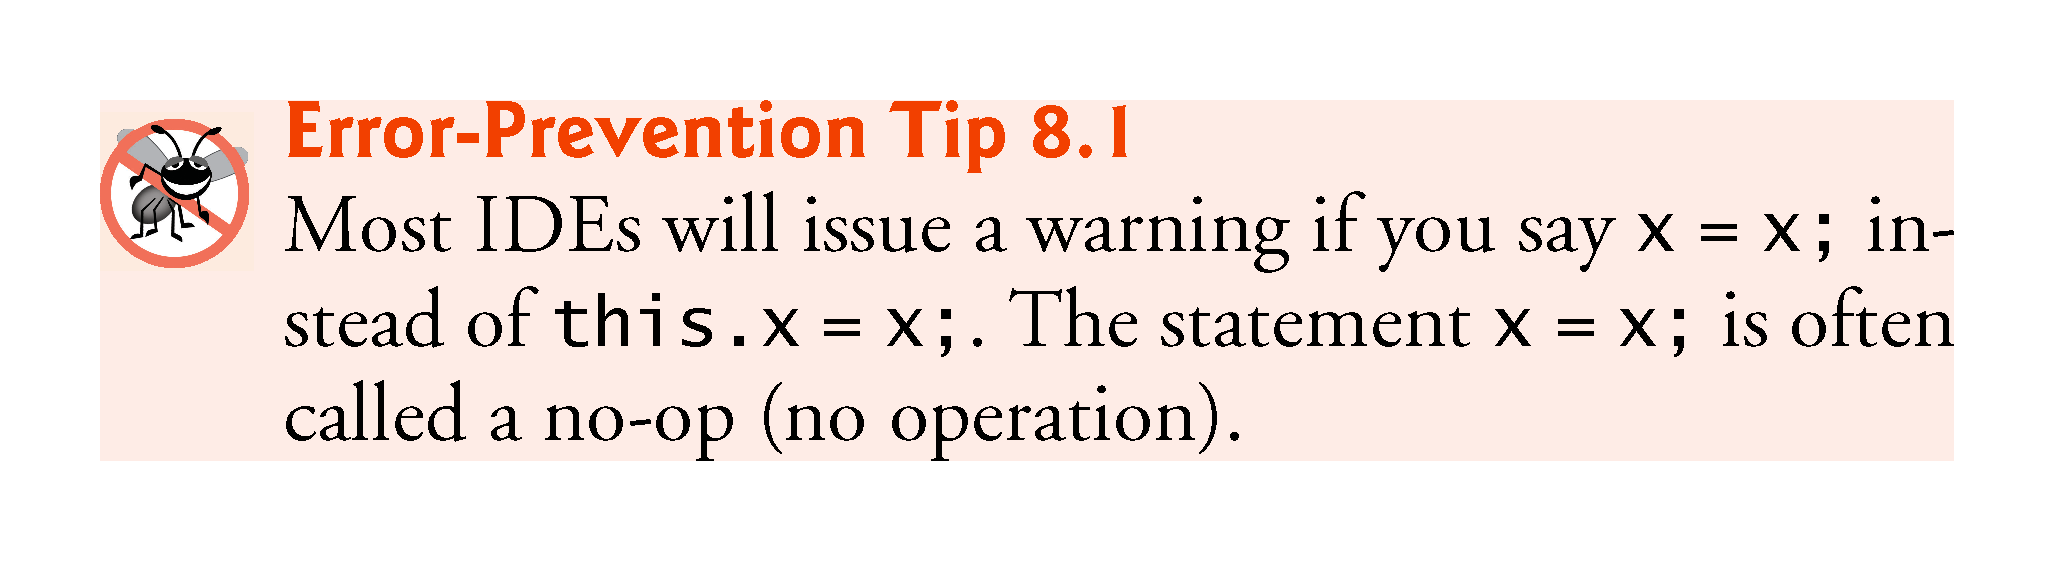 Error-Prevention Tip 8.1
Most IDEs will issue a warning if you say x = x; in-
stead of this.x = x;. The statement x = x; is often
called a no-op (no operation).